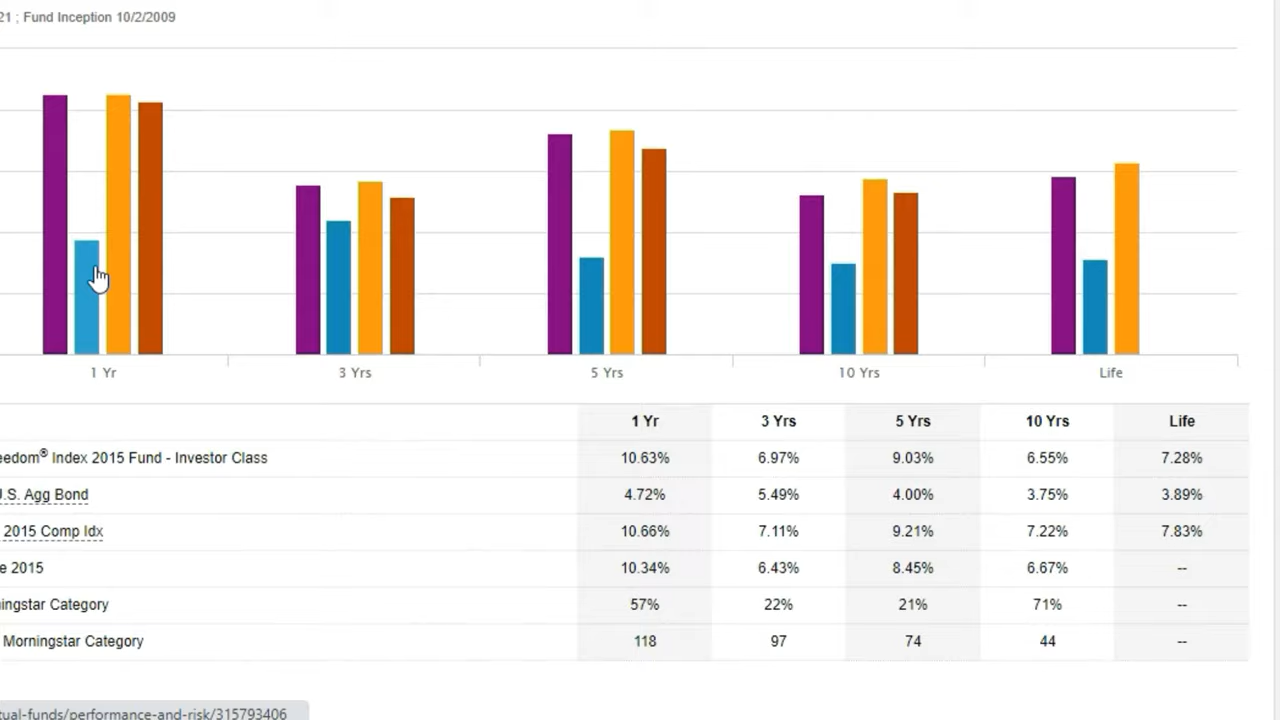 21 ; Fund Inception 10/2/2009
1 Yr 3 Yrs 5 Yrs 10 Yrs Life
1 Yr 3 Yrs 5 Yrs 10 Yrs Life
eedom® Index 2015 Fund - Investor Class 10.63% 6.97% 9.03% 6.55% 7.28%
U.S. Agg Bond 4.72% 5.49% 4.00% 3.75% 3.89%
2015 Comp Idx 10.66% 7.11% 9.21% 7.22% 7.83%
e 2015 10.34% 6.43% 8.45% 6.67% --
ingstar Category 57% 22% 21% 71% --
Morningstar Category 118 97 74 44 --
tual-funds/performance-and-risk/315793406